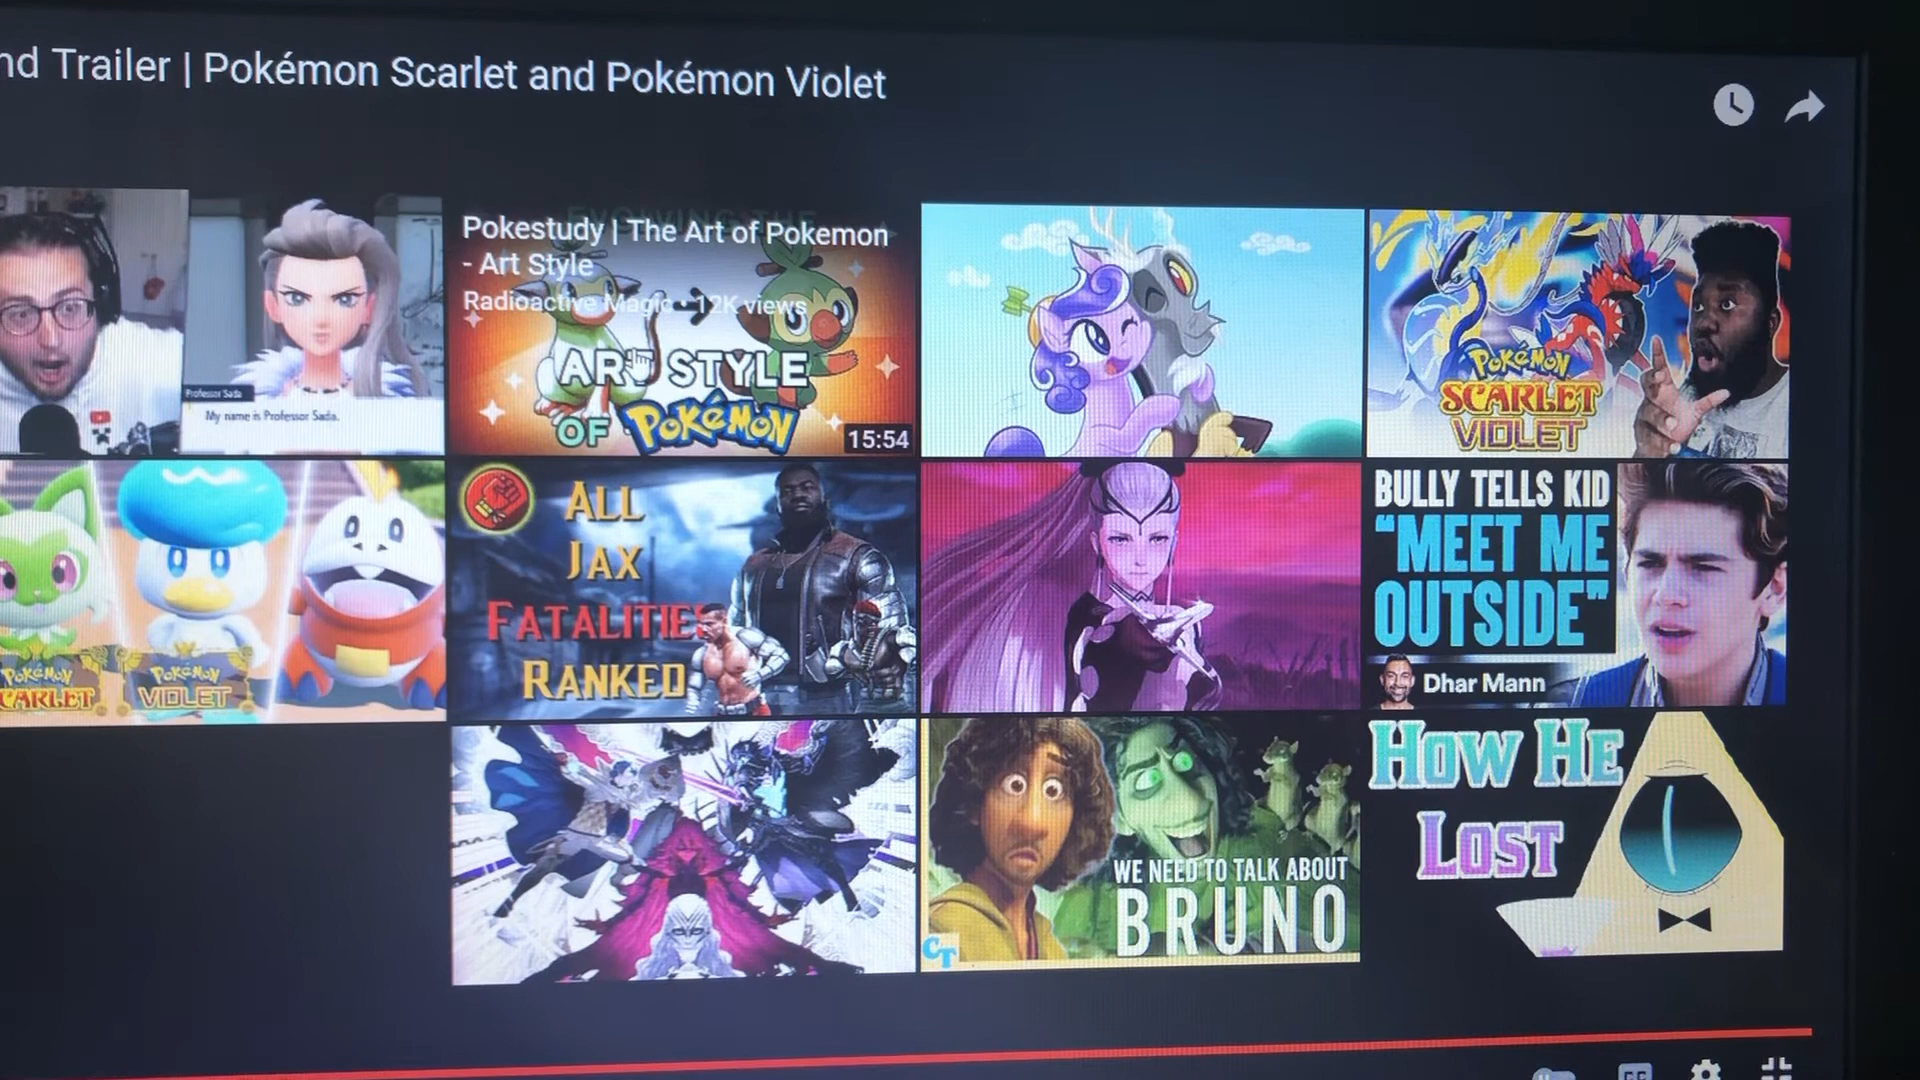 nd Trailer | Pokémon Scarlet and Pokémon Violet
Professor Sada
My name is Professor Sada.
Pokestudy | The Art of Pokemon
- Art Style
Radioactive Magic • 12K views
ART STYLE
OF POKÉMON
15:54
POKÉMON
SCARLET
VIOLET
POKÉMON
CARLET
POKÉMON
VIOLET
ALL
JAX
FATALITIES
RANKED
BULLY TELLS KID
"MEET ME
OUTSIDE"
Dhar Mann
WE NEED TO TALK ABOUT
BRUNO
CT
HOW HE
LOST
CC